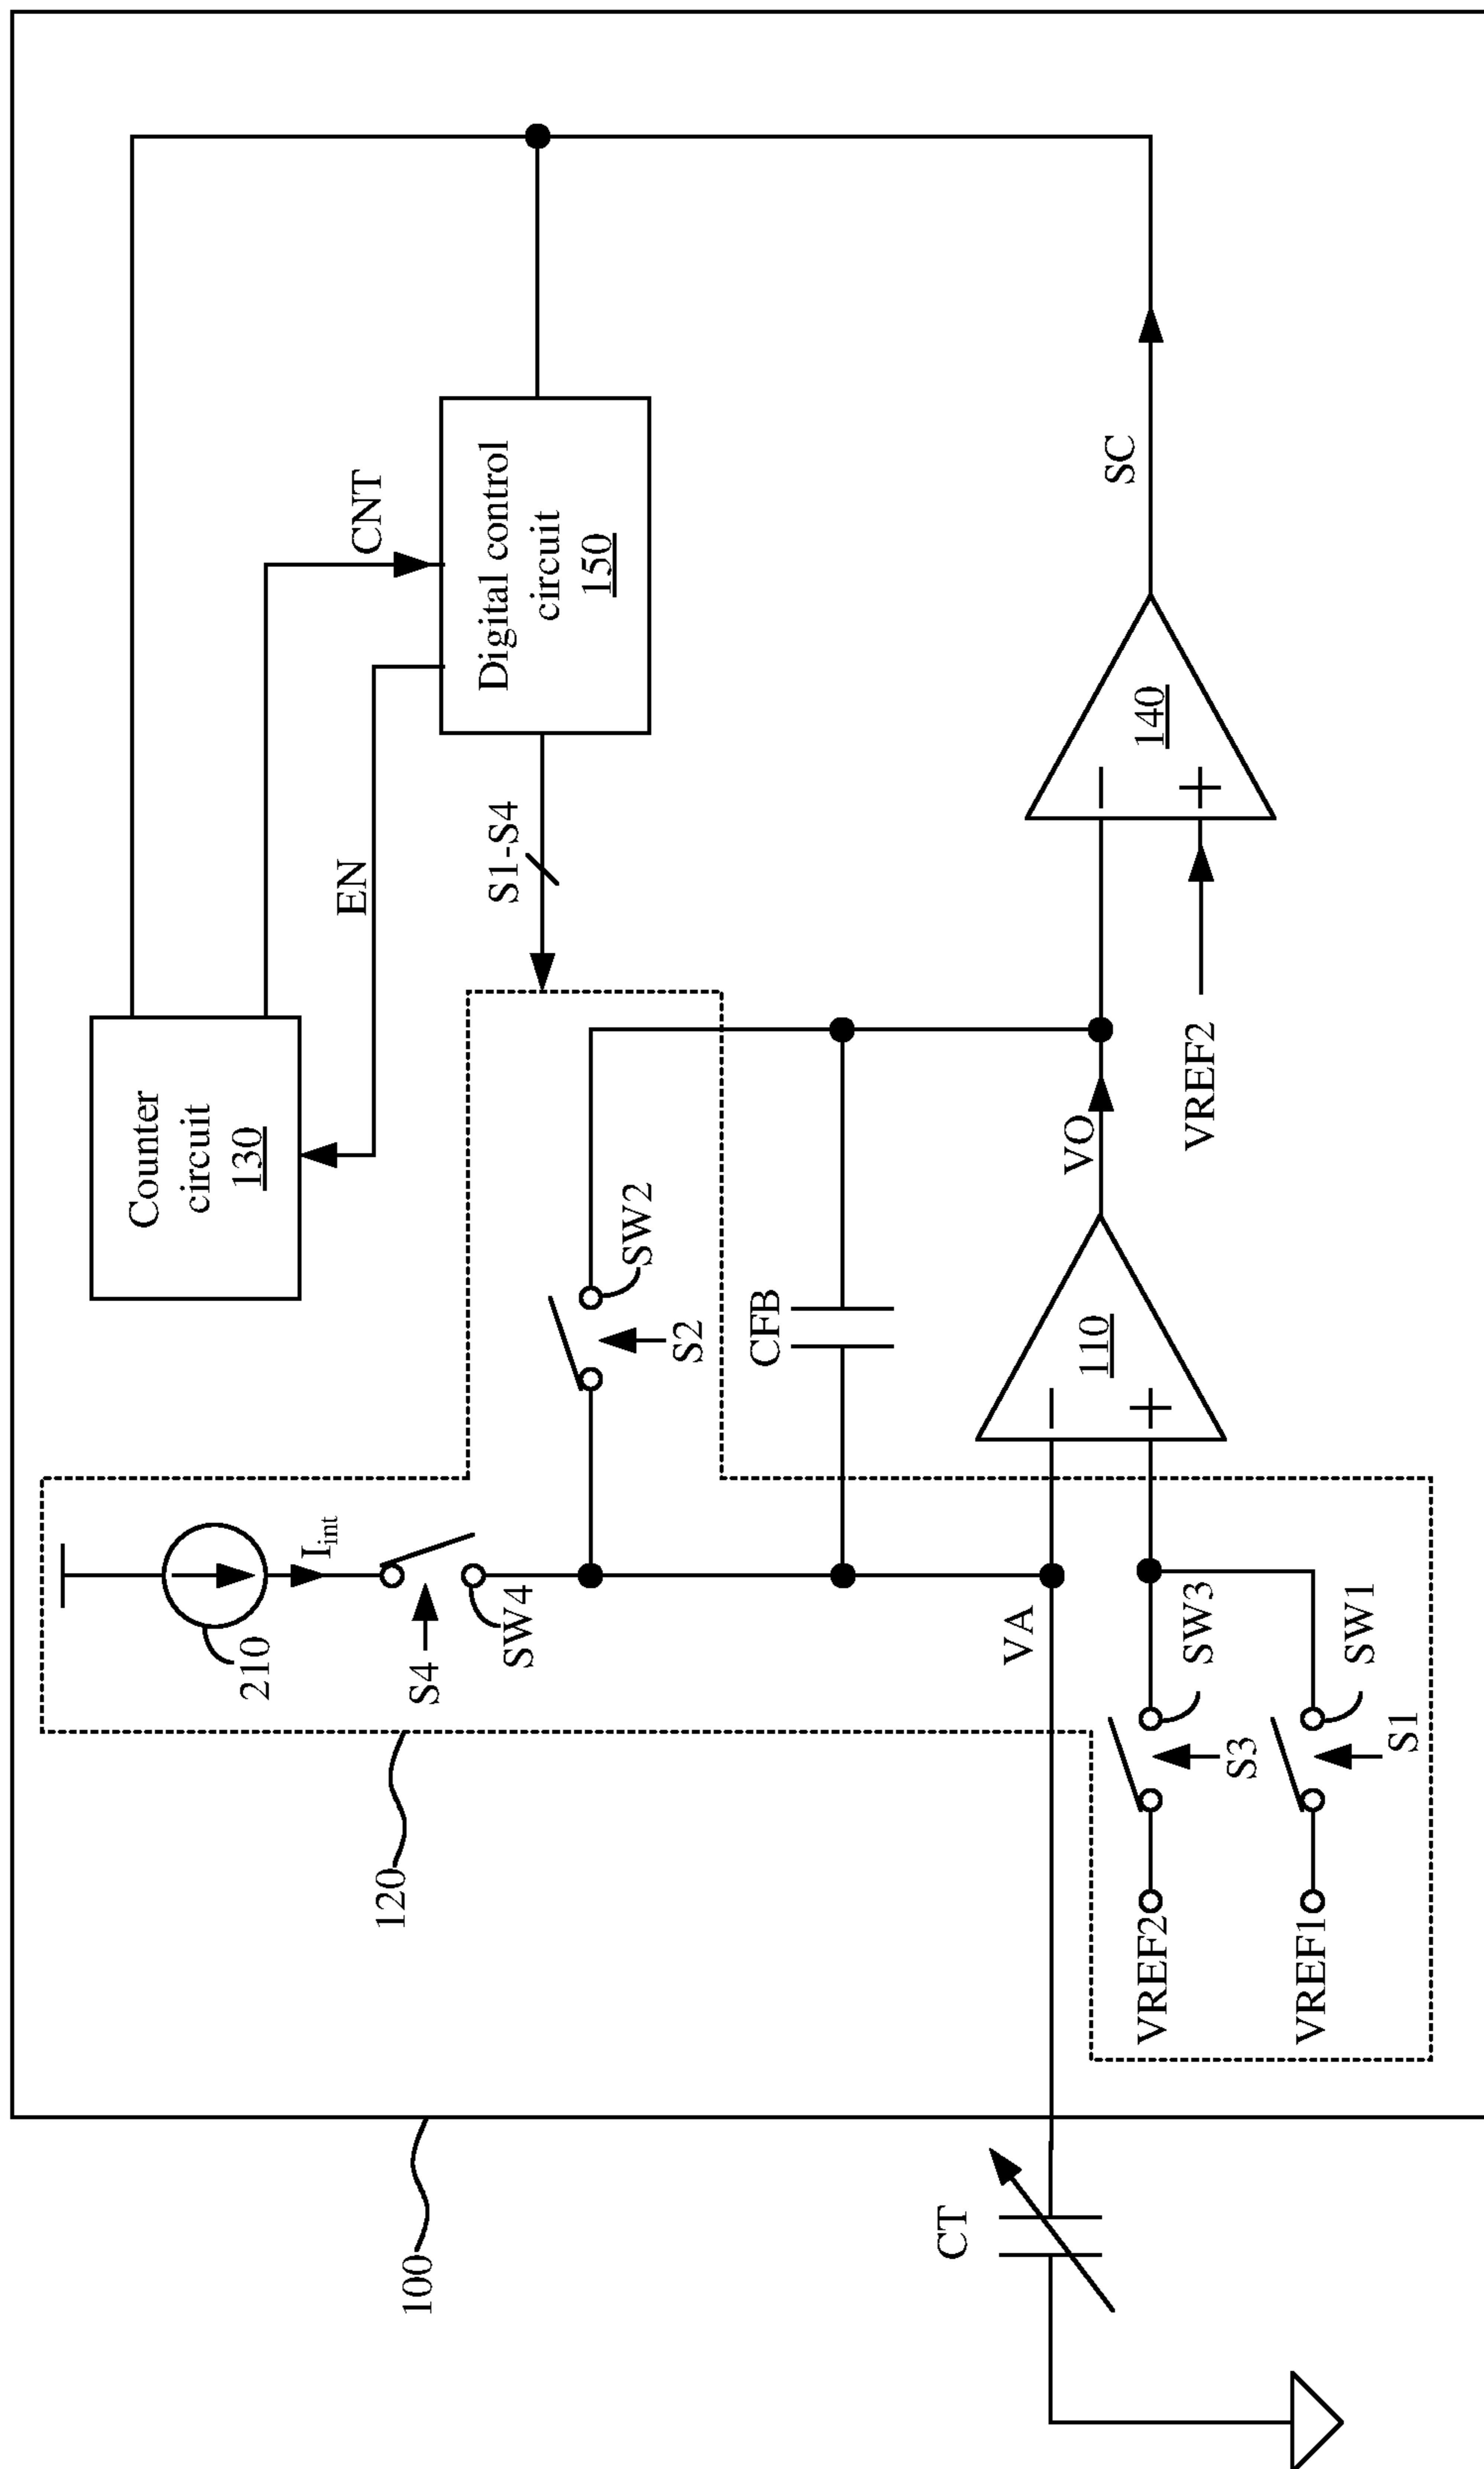 Counter
circuit
130
CNT
EN
Digital control
circuit
150
S1-S4
210
Iint
S4
SW4
SW2
S2
120
CFB
VA
110
VO
VREF2
140
SC
VREF2
SW3
S3
VREF1
SW1
S1
100
CT